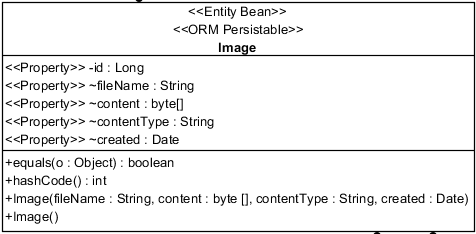 <<Entity Bean>>
<<ORM Persistable>>
Image
<<Property>> -id : Long
<<Property>> ~fileName : String
<<Property>> ~content : byte[]
<<Property>> ~contentType : String
<<Property>> ~created : Date
+equals(o : Object) : boolean
+hashCode() : int
+Image(fileName : String, content : byte [], contentType : String, created : Date)
+Image()